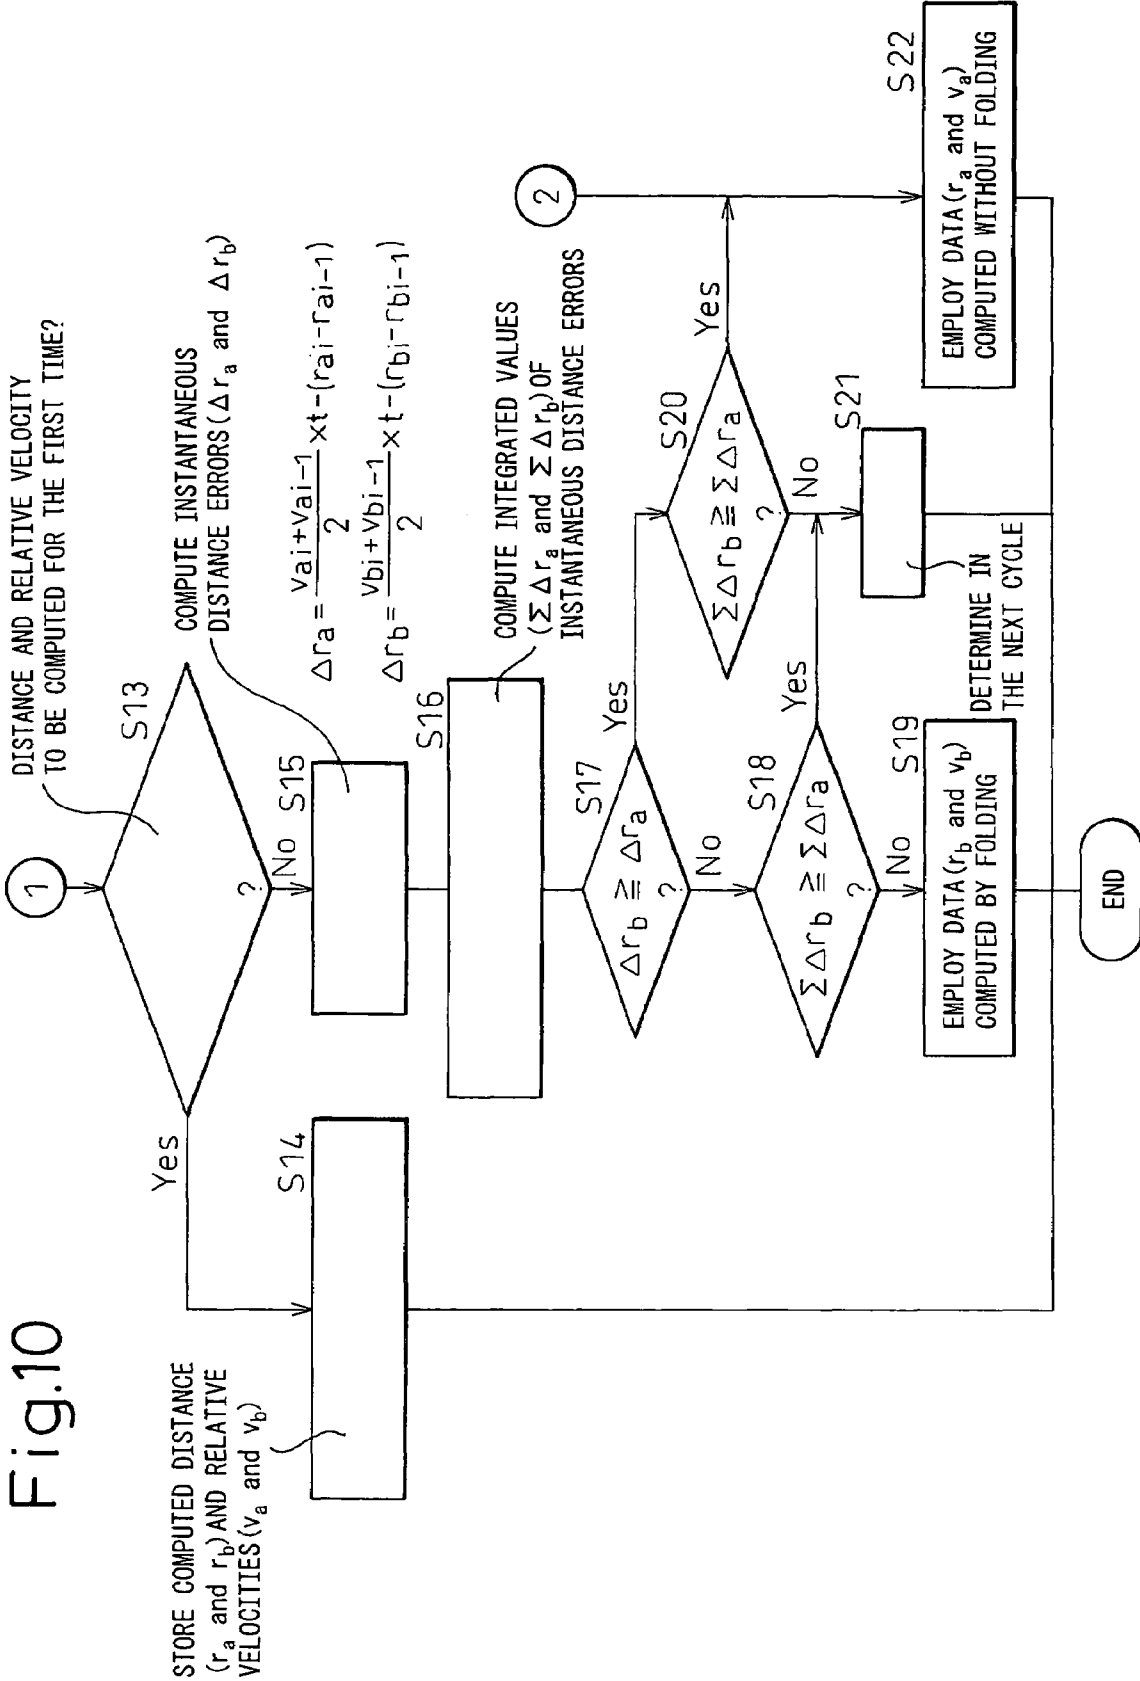 Fig.10
1
DISTANCE AND RELATIVE VELOCITY
TO BE COMPUTED FOR THE FIRST TIME?
S13
?
Yes
No
STORE COMPUTED DISTANCE
(ra and rb) AND RELATIVE
VELOCITIES (va and vb)
S14
S15
COMPUTE INSTANTANEOUS
DISTANCE ERRORS (Δra and Δrb)
Δra = (vai+vai-1)/2 ×t-(rai-rai-1)
Δrb = (vbi+vbi-1)/2 ×t-(rbi-rbi-1)
S16
COMPUTE INTEGRATED VALUES
(ΣΔra and ΣΔrb) OF
INSTANTANEOUS DISTANCE ERRORS
2
S17
Δrb ≧ Δra
?
Yes
No
S18
ΣΔrb ≧ ΣΔra
?
Yes
No
S20
ΣΔrb ≧ ΣΔra
?
Yes
No
S19
EMPLOY DATA (rb and vb)
COMPUTED BY FOLDING
S21
DETERMINE IN
THE NEXT CYCLE
S22
EMPLOY DATA (ra and va)
COMPUTED WITHOUT FOLDING
END